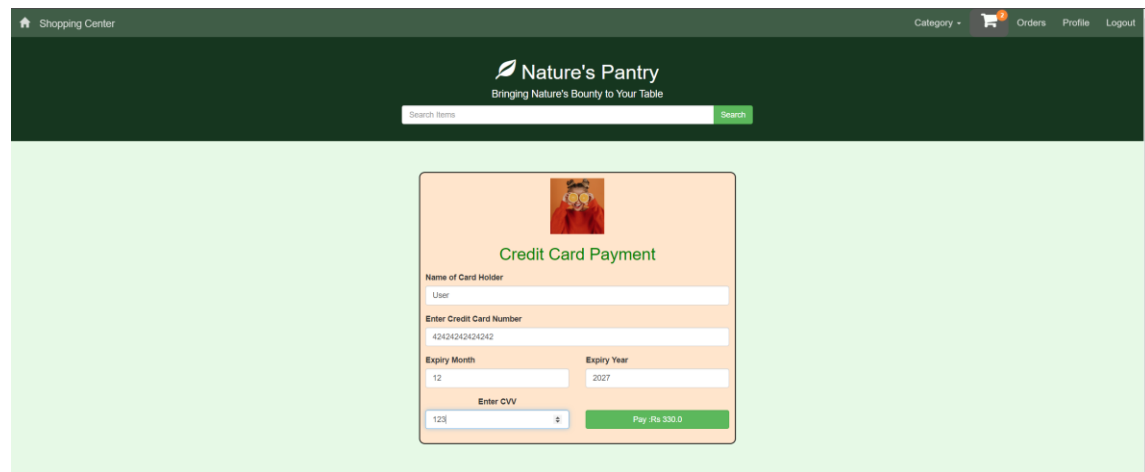 Shopping Center
Category
2
Orders
Profile
Logout
Nature's Pantry
Bringing Nature's Bounty to Your Table
Search Items
Search
Credit Card Payment
Name of Card Holder
User
Enter Credit Card Number
42424242424242
Expiry Month
Expiry Year
12
2027
Enter CVV
123
Pay :Rs 330.0